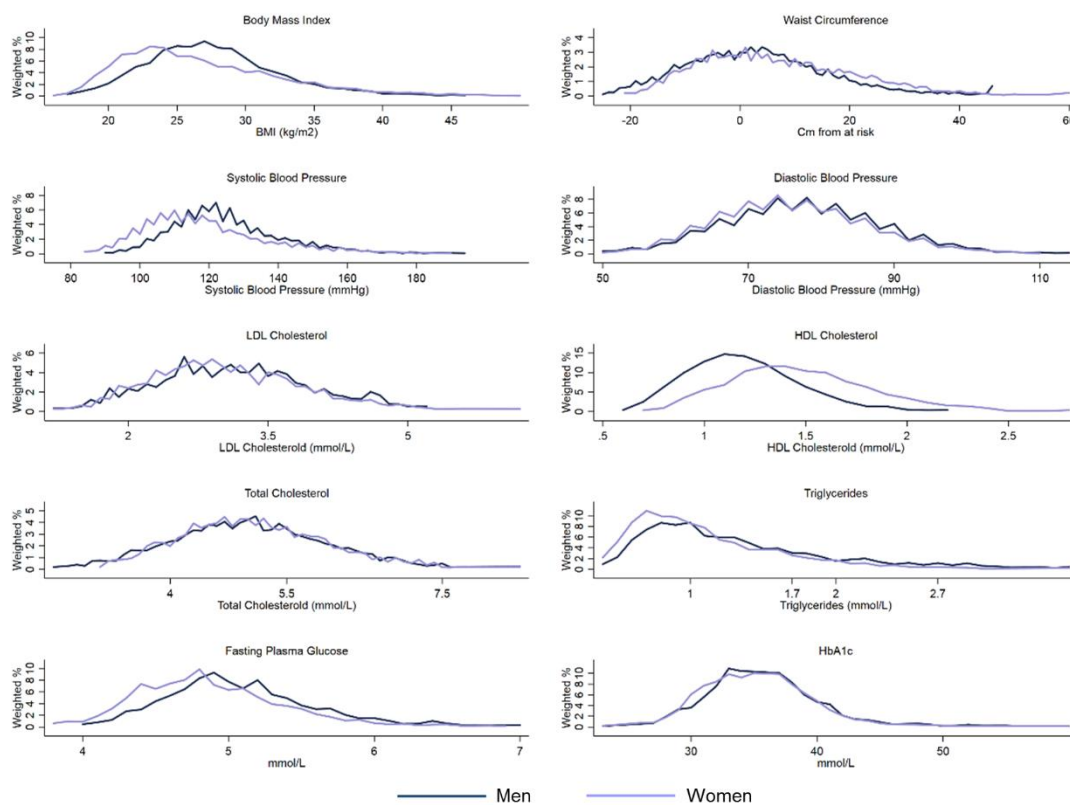 Body Mass Index
Weighted %
0 2 4 6 8 10
20 25 30 35 40 45
BMI (kg/m2)
Waist Circumference
Weighted %
0 1 2 3 4
-20 0 20 40 60
Cm from at risk
Systolic Blood Pressure
Weighted %
0 2 4 6 8
80 100 120 140 160 180
Systolic Blood Pressure (mmHg)
Diastolic Blood Pressure
Weighted %
0 2 4 6 8
50 70 90 110
Diastolic Blood Pressure (mmHg)
LDL Cholesterol
Weighted %
0 2 4 6
2 3.5 5
LDL Cholesterold (mmol/L)
HDL Cholesterol
Weighted %
0 5 10 15
.5 1 1.5 2 2.5
HDL Cholesterold (mmol/L)
Total Cholesterol
Weighted %
0 1 2 3 4 5
4 5.5 7.5
Total Cholesterold (mmol/L)
Triglycerides
Weighted %
0 2 4 6 8 10
1 1.7 2 2.7
Triglycerides (mmol/L)
Fasting Plasma Glucose
Weighted %
0 2 4 6 8 10
4 5 6 7
mmol/L
HbA1c
Weighted %
0 2 4 6 8 10
30 40 50
mmol/L
Men Women